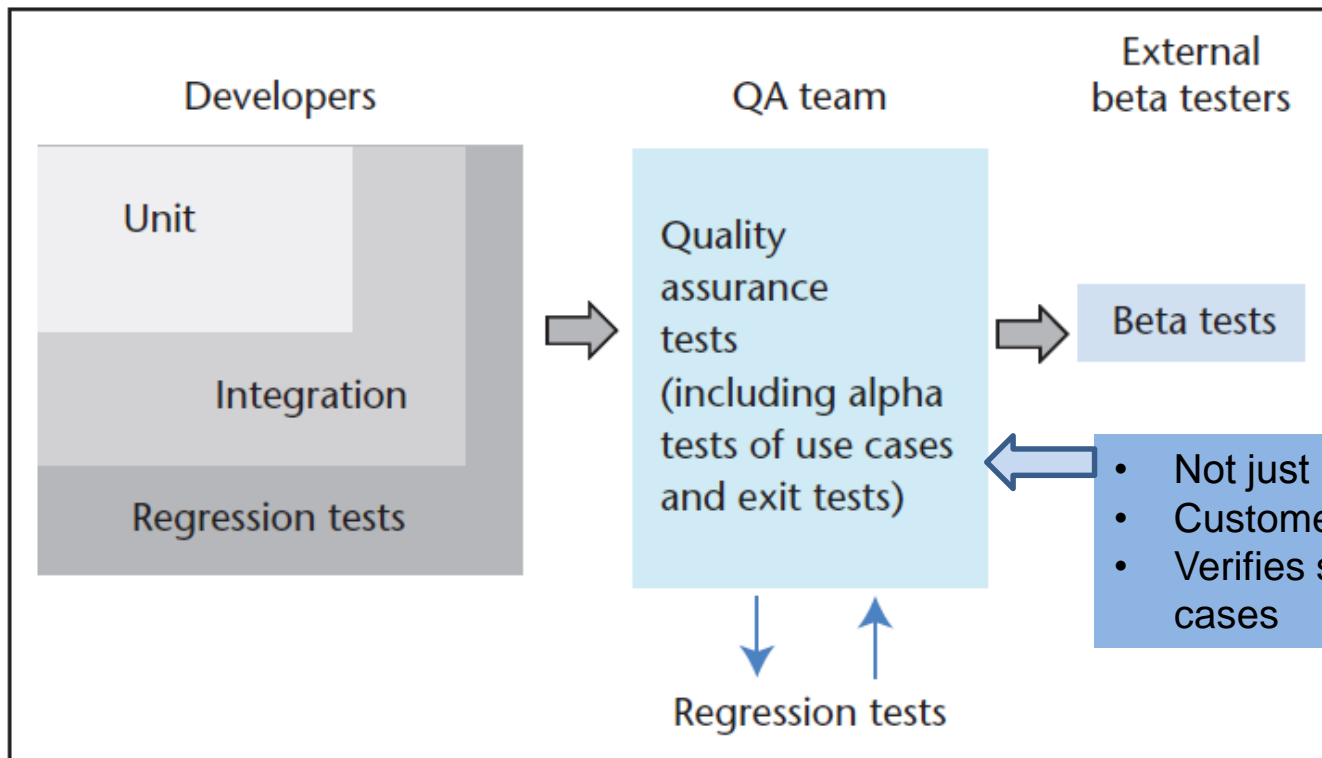 Developers
QA team
External
beta testers
Unit
Integration
Regression tests
Quality
assurance
tests
(including alpha
tests of use cases
and exit tests)
Beta tests
• Not just
•
• Verifies
cases
Regression tests